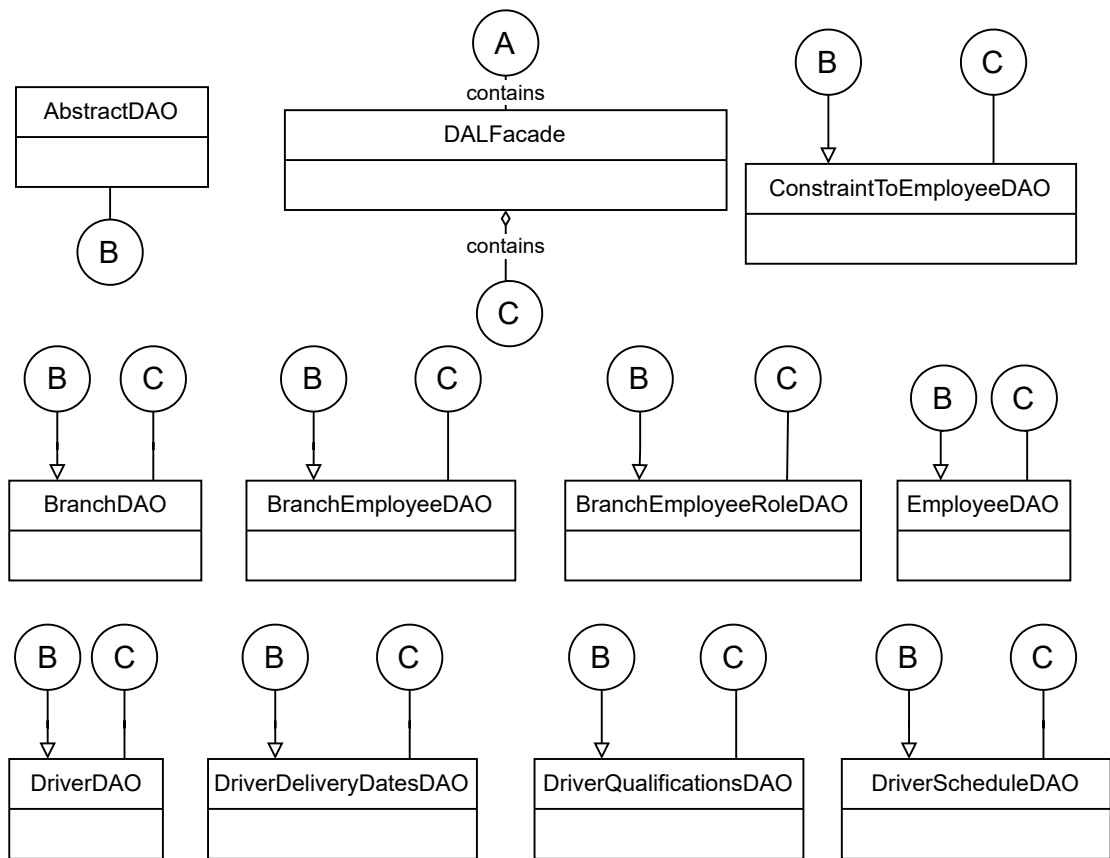 A
contains
B
C
AbstractDAO
DALFacade
ConstraintToEmployeeDAO
B
contains
C
B
C
B
C
B
C
B
C
BranchDAO
BranchEmployeeDAO
BranchEmployeeRoleDAO
EmployeeDAO
B
C
B
C
B
C
B
C
DriverDAO
DriverDeliveryDatesDAO
DriverQualificationsDAO
DriverScheduleDAO